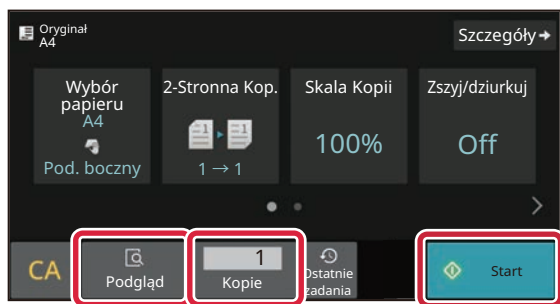 Oryginał
A4
Szczegóły
Wybór
papieru
A4
Pod. boczny
2-Stronna Kop.
1 → 1
Skala Kopii
100%
Zszyj/dziurkuj
Off
CA
Podgląd
1
Kopie
Ostatnie
zadania
Start